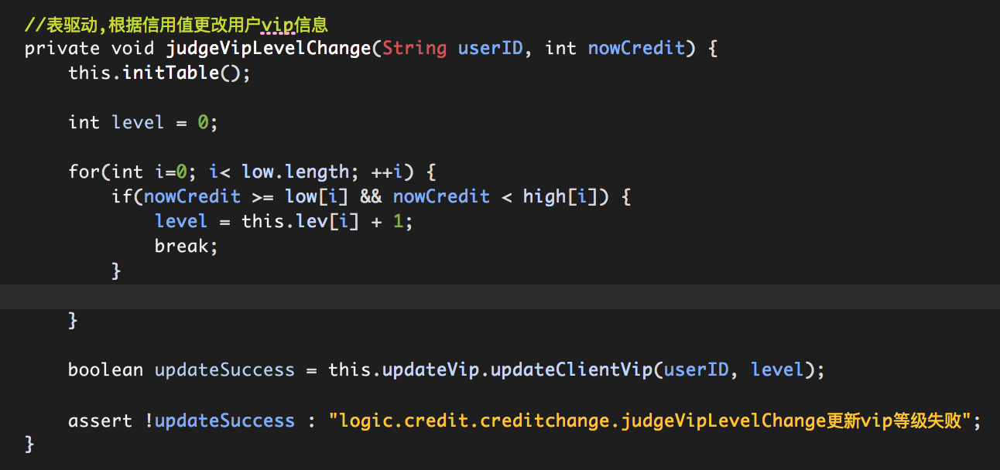 //表驱动,根据信用值更改用户vip信息
private void judgeVipLevelChange(String userID, int nowCredit) {
this.initTable();
int level = 0;
for(int i=0; i< low.length; ++i) {
if(nowCredit >= low[i] && nowCredit < high[i]) {
level = this.lev[i] + 1;
break;
}
}
boolean updateSuccess = this.updateVip.updateClientVip(userID, level);
assert !updateSuccess : "logic.credit.creditchange.judgeVipLevelChange更新vip等级失败";
}